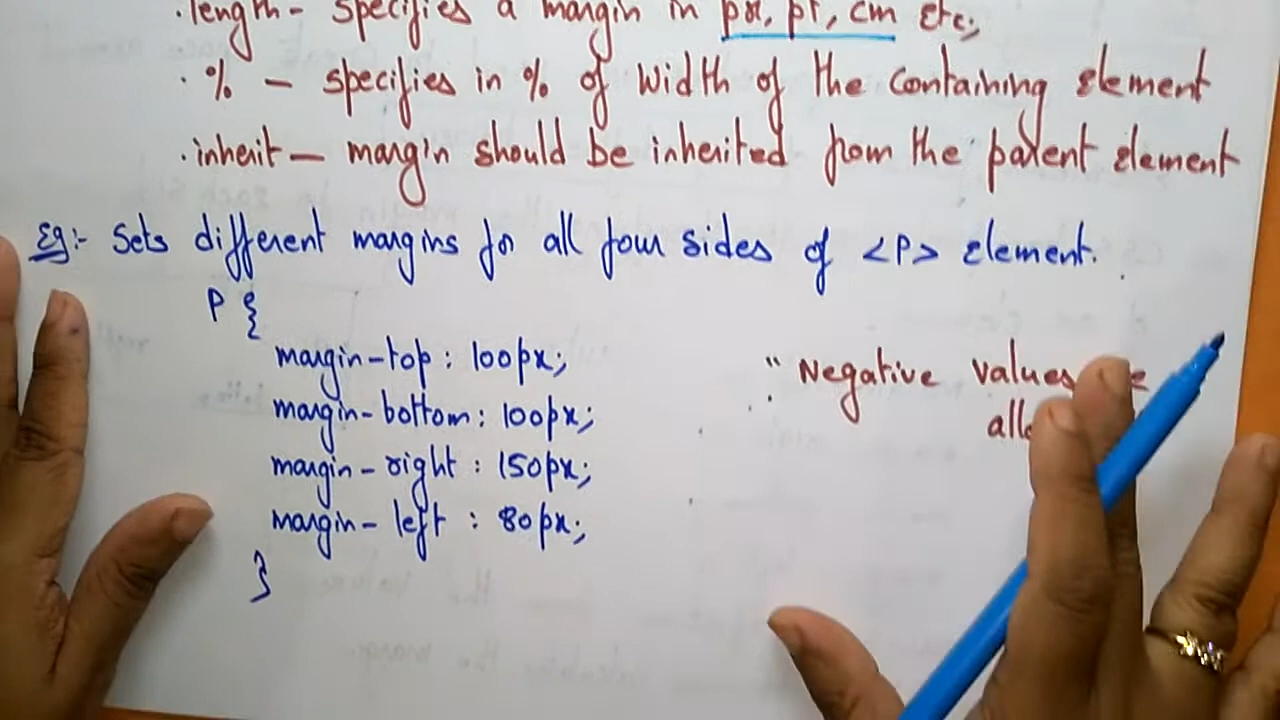 · length - specifies a margin in px, pt, cm etc;
· % - specifies in % of width of the containing element
· inherit - margin should be inherited from the parent element
Eg:- Sets different margins for all four sides of <P> element.
P {
margin-top : 100px;
margin-bottom : 100px;
margin-right : 150px;
margin-left : 80px;
}
" Negative values